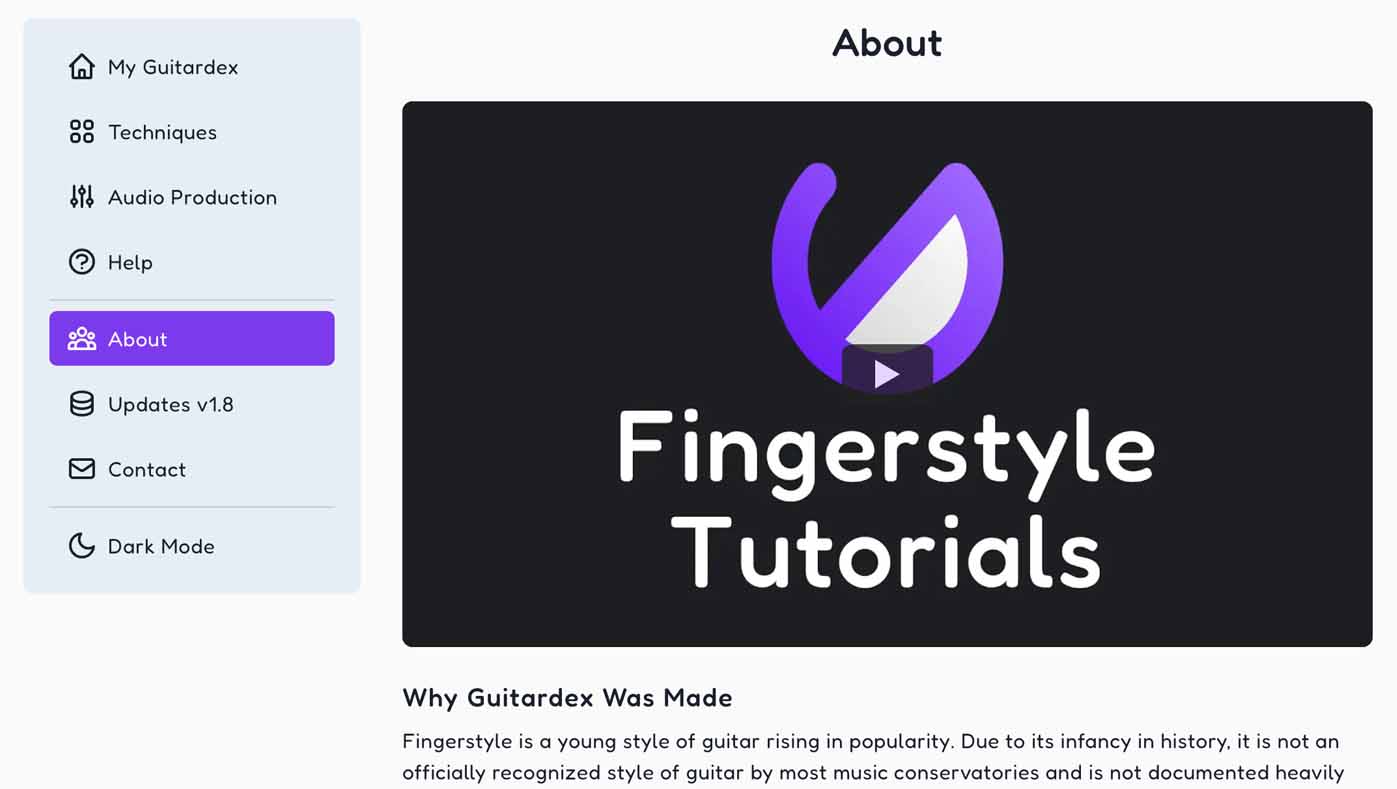 My Guitardex
Techniques
Audio Production
Help
About
Updates v1.8
Contact
Dark Mode
About
Fingerstyle
Tutorials
Why Guitardex Was Made
Fingerstyle is a young style of guitar rising in popularity. Due to its infancy in history, it is not an
officially recognized style of guitar by most music conservatories and is not documented heavily